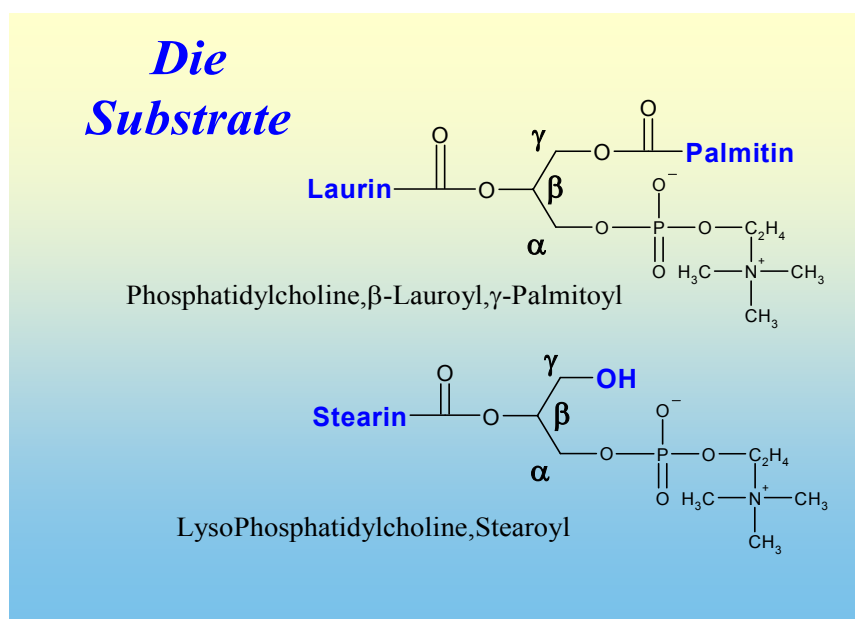 Die
Substrate
O
O
γ
O
Palmitin
Laurin
O
β
O⁻
α
O
P
O
C₂H₄
O
H₃C
N⁺
CH₃
CH₃
Phosphatidylcholine,β-Lauroyl,γ-Palmitoyl
γ
OH
O
Stearin
O
β
O⁻
α
O
P
O
C₂H₄
O
H₃C
N⁺
CH₃
CH₃
LysoPhosphatidylcholine,Stearoyl